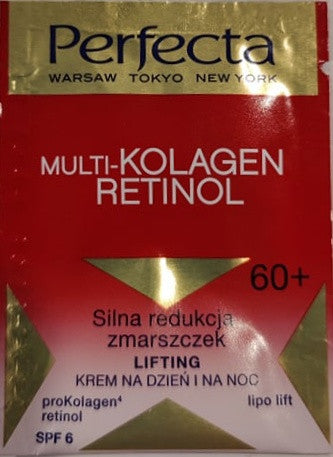 Perfecta
WARSAW TOKYO NEW YORK
MULTI-KOLAGEN
RETINOL
60+
Silna redukcja
zmarszczek
LIFTING
KREM NA DZIEŃ I NA NOC
proKolagen⁴
retinol
lipo lift
SPF 6